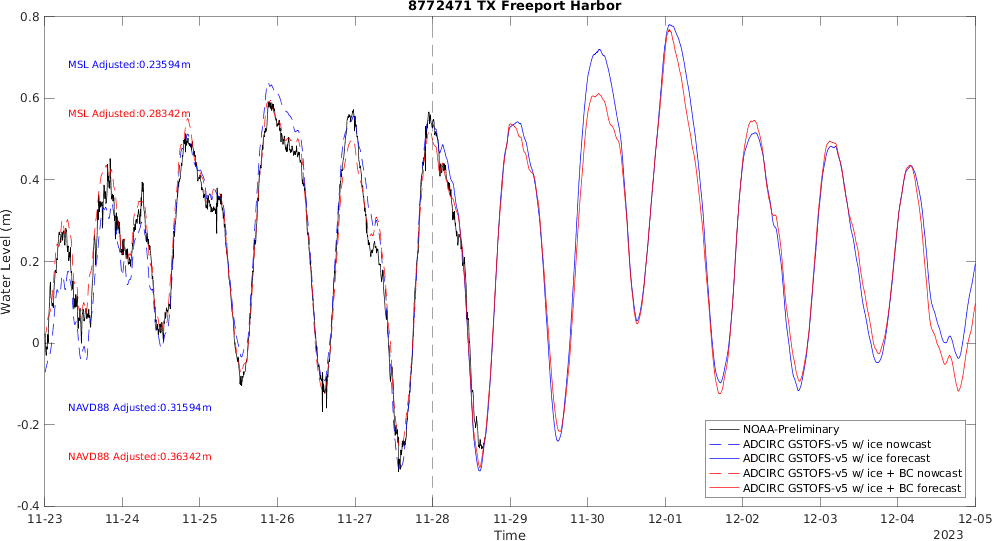 8772471 TX Freeport Harbor
0.8
MSL Adjusted:0.23594m
0.6
MSL Adjusted:0.28342m
0.4
Water Level (m)
0.2
0
NAVD88 Adjusted:0.31594m
-0.2
NAVD88 Adjusted:0.36342m
-0.4
NOAA-Preliminary
ADCIRC GSTOFS-v5 w/ ice nowcast
ADCIRC GSTOFS-v5 w/ ice forecast
ADCIRC GSTOFS-v5 w/ ice + BC nowcast
ADCIRC GSTOFS-v5 w/ ice + BC forecast
11-23 11-24 11-25 11-26 11-27 11-28 11-29 11-30 12-01 12-02 12-03 12-04 12-05
Time
2023